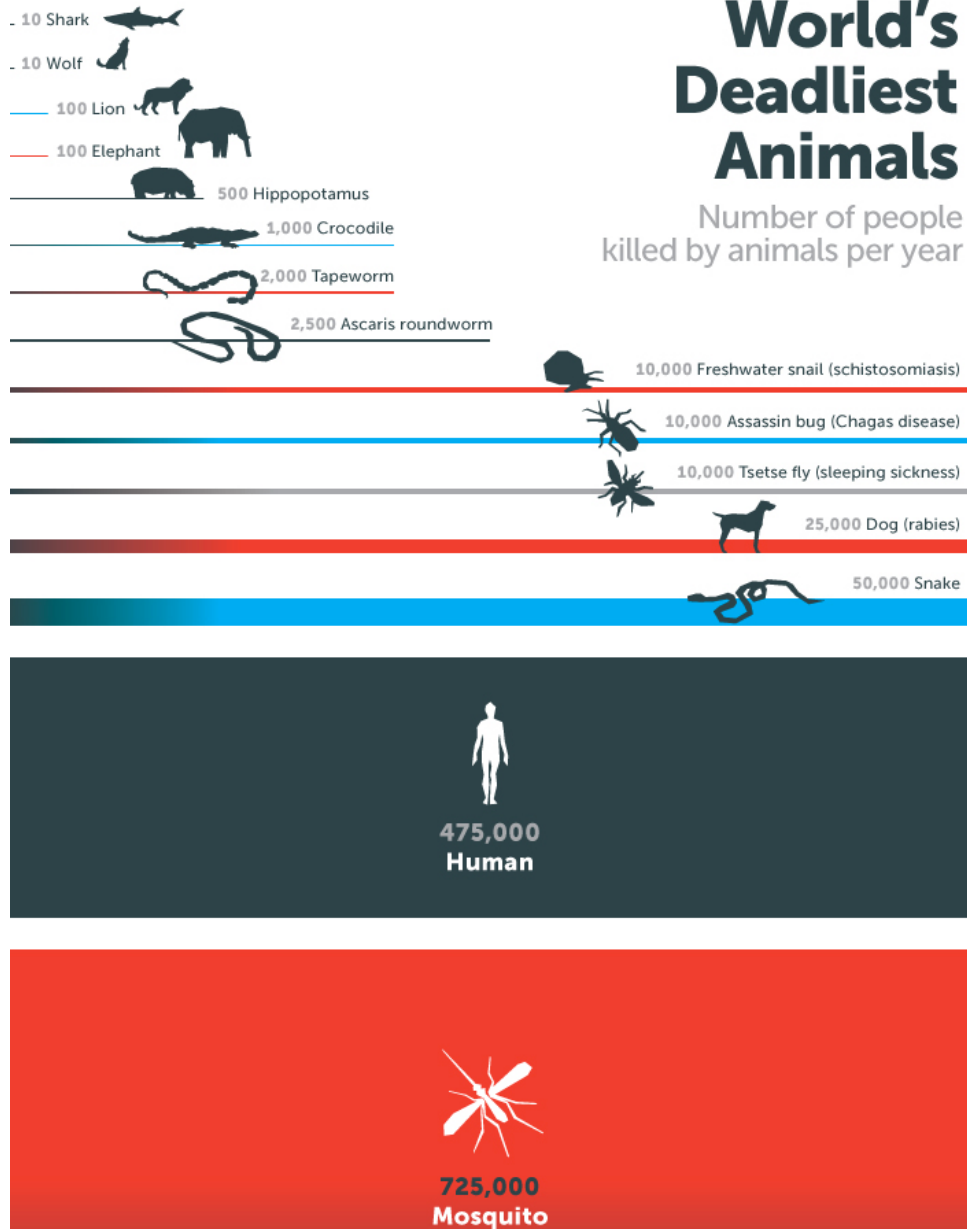 World's
Deadliest
Animals
Number of people
killed by animals per year
10 Shark
10 Wolf
100 Lion
100 Elephant
500 Hippopotamus
1,000 Crocodile
2,000 Tapeworm
2,500 Ascaris roundworm
10,000 Freshwater snail (schistosomiasis)
10,000 Assassin bug (Chagas disease)
10,000 Tsetse fly (sleeping sickness)
25,000 Dog (rabies)
50,000 Snake
475,000
Human
725,000
Mosquito